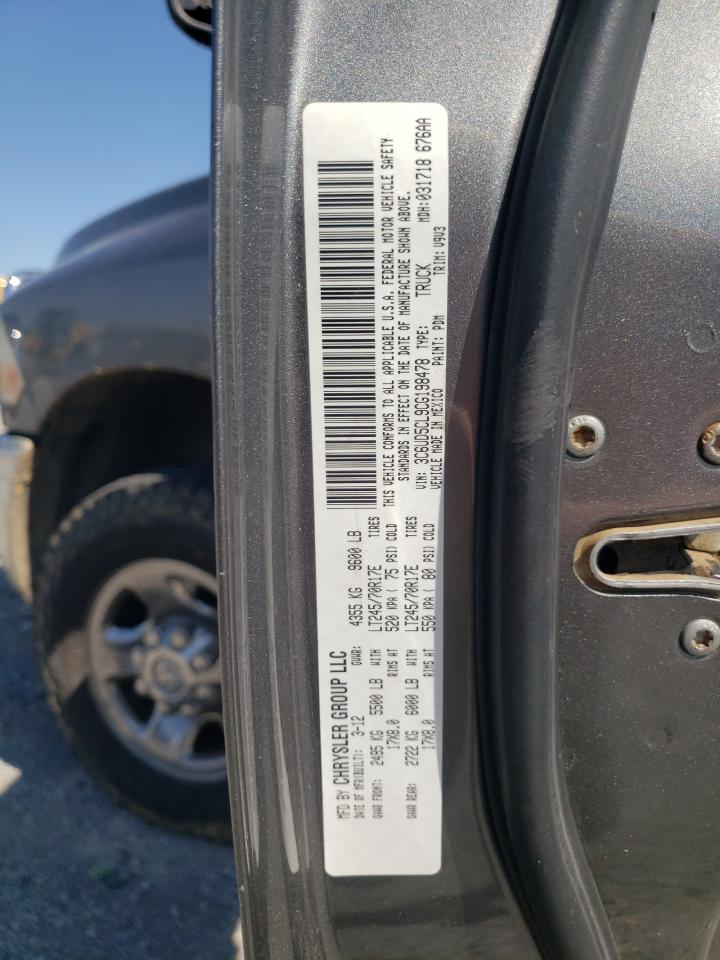 MFD BY CHRYSLER GROUP LLC
DATE OF MFR(BUILT): 3-12 GVWR: 4355 KG 9600 LB
GAWR FRONT: 2495 KG 5500 LB WITH LT245/70R17E TIRES
17X8.0 RIMS AT 520 KPA ( 75 PSI) COLD
GAWR REAR: 2722 KG 6000 LB WITH LT245/70R17E TIRES
17X8.0 RIMS AT 550 KPA ( 80 PSI) COLD
THIS VEHICLE CONFORMS TO ALL APPLICABLE U.S.A. FEDERAL MOTOR VEHICLE SAFETY
STANDARDS IN EFFECT ON THE DATE OF MANUFACTURE SHOWN ABOVE.
VIN: 3C6UD5CL9CG198478 TYPE: TRUCK MDH:031718 676AA
VEHICLE MADE IN MEXICO PAINT: PDM TRIM: V9V3